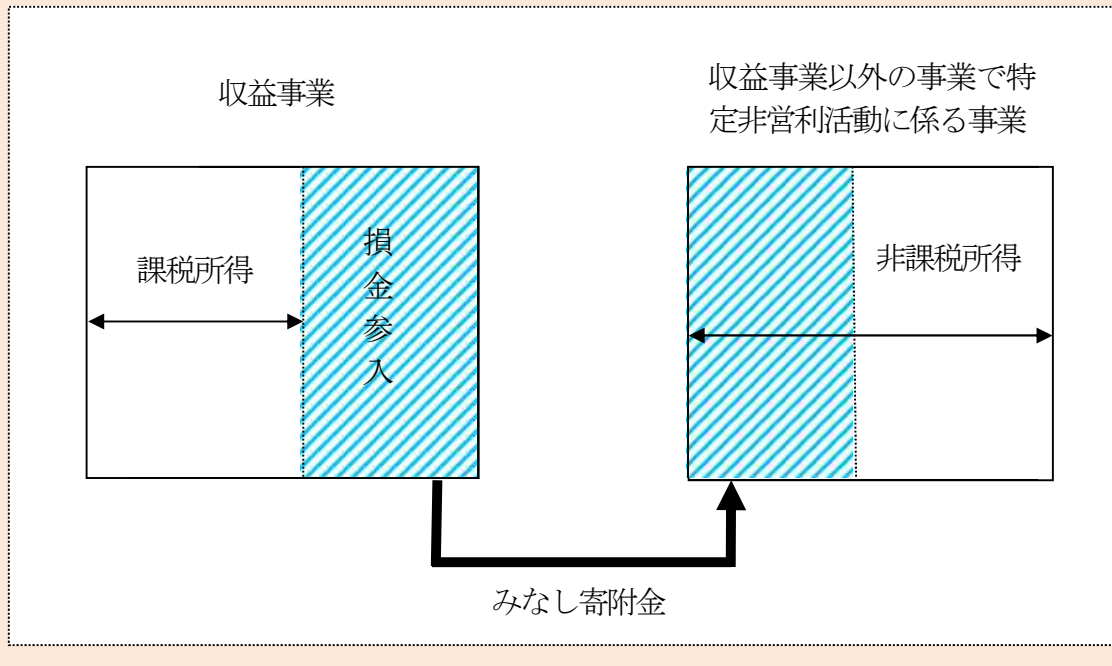 収益事業
収益事業以外の事業で特
定非営利活動に係る事業
課税所得
損金参入
非課税所得
みなし寄附金